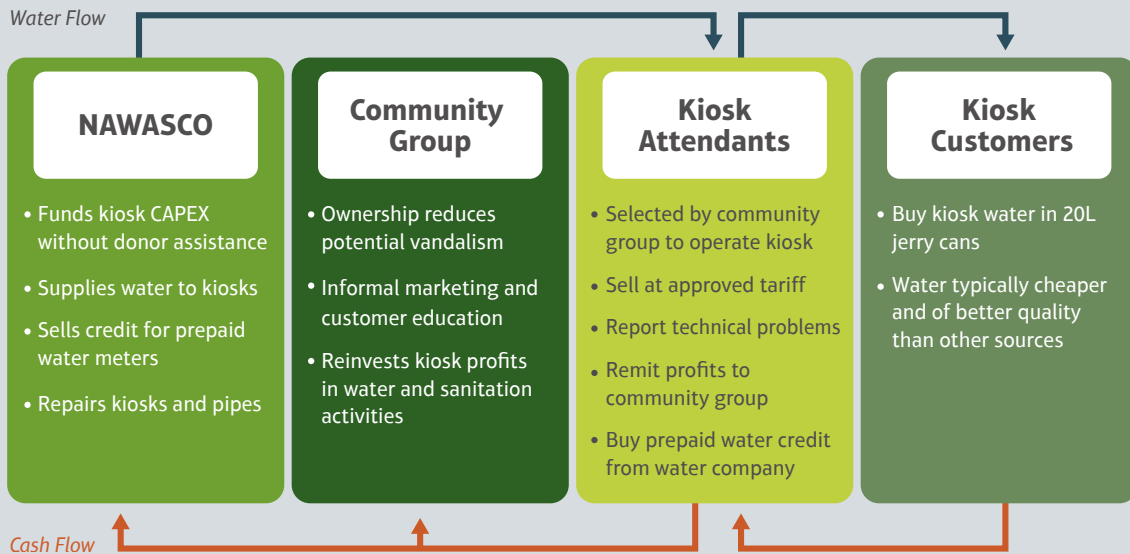 Water Flow
NAWASCO
• Funds kiosk CAPEX
without donor assistance
• Supplies water to kiosks
• Sells credit for prepaid
water meters
• Repairs kiosks and pipes
Community
Group
• Ownership reduces
potential vandalism
• Informal marketing and
customer education
• Reinvests kiosk profits
in water and sanitation
activities
Kiosk
Attendants
• Selected by community
group to operate kiosk
• Sell at approved tariff
• Report technical problems
• Remit profits to
community group
• Buy prepaid water credit
from water company
Kiosk
Customers
• Buy kiosk water in 20L
jerry cans
• Water typically cheaper
and of better quality
than other sources
Cash Flow